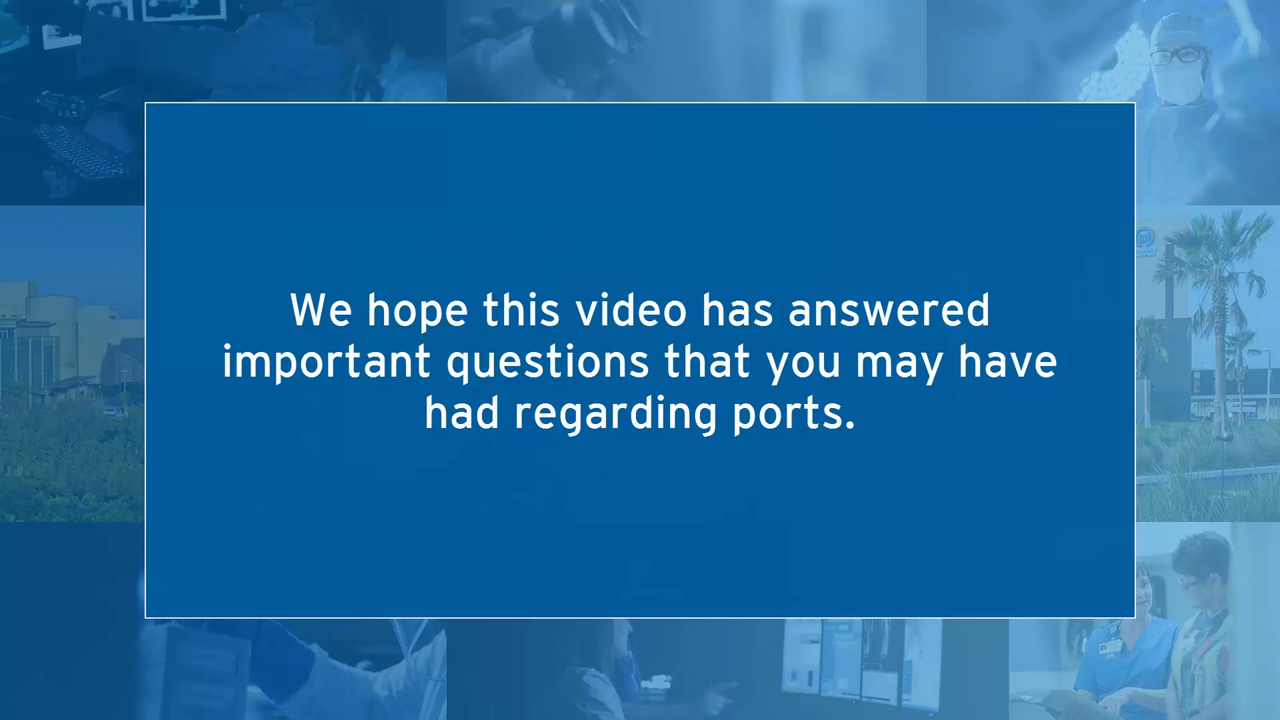 We hope this video has answered
important questions that you may have
had regarding ports.